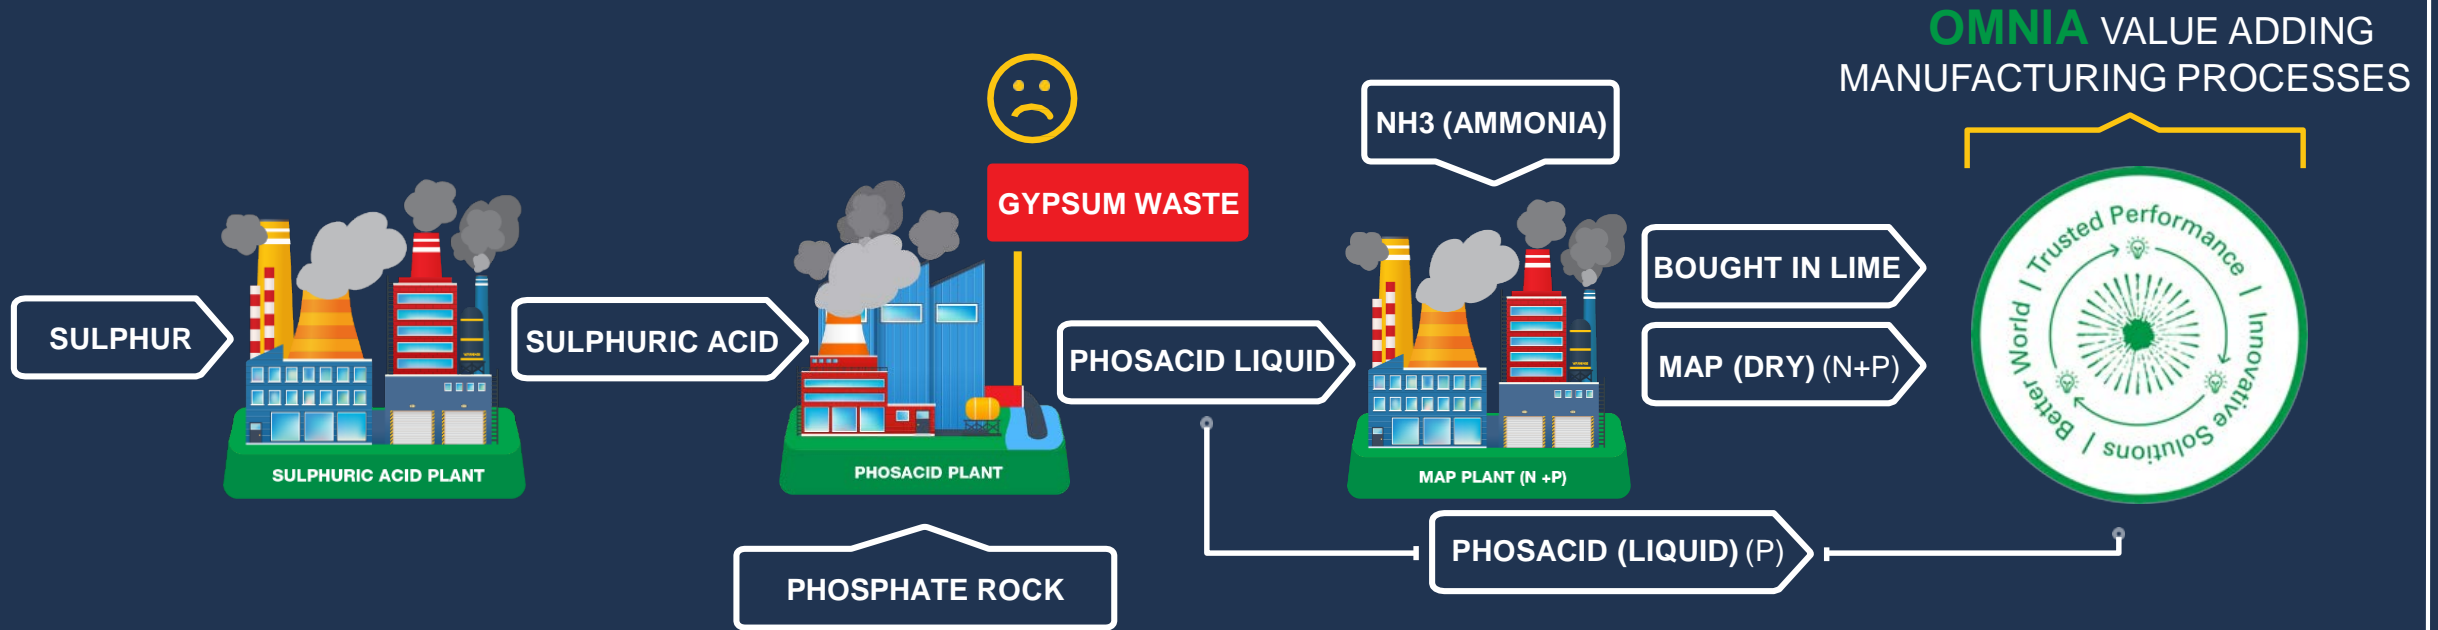 OMNIA VALUE ADDING
MANUFACTURING PROCESSES
NH3 (AMMONIA)
GYPSUM WASTE
SULPHUR
SULPHURIC ACID
PHOSACID LIQUID
BOUGHT IN LIME
MAP (DRY) (N+P)
Better World | Trusted Performance | Innovative Solutions |
SULPHURIC ACID PLANT
PHOSACID PLANT
MAP PLANT (N +P)
PHOSACID (LIQUID) (P)
PHOSPHATE ROCK